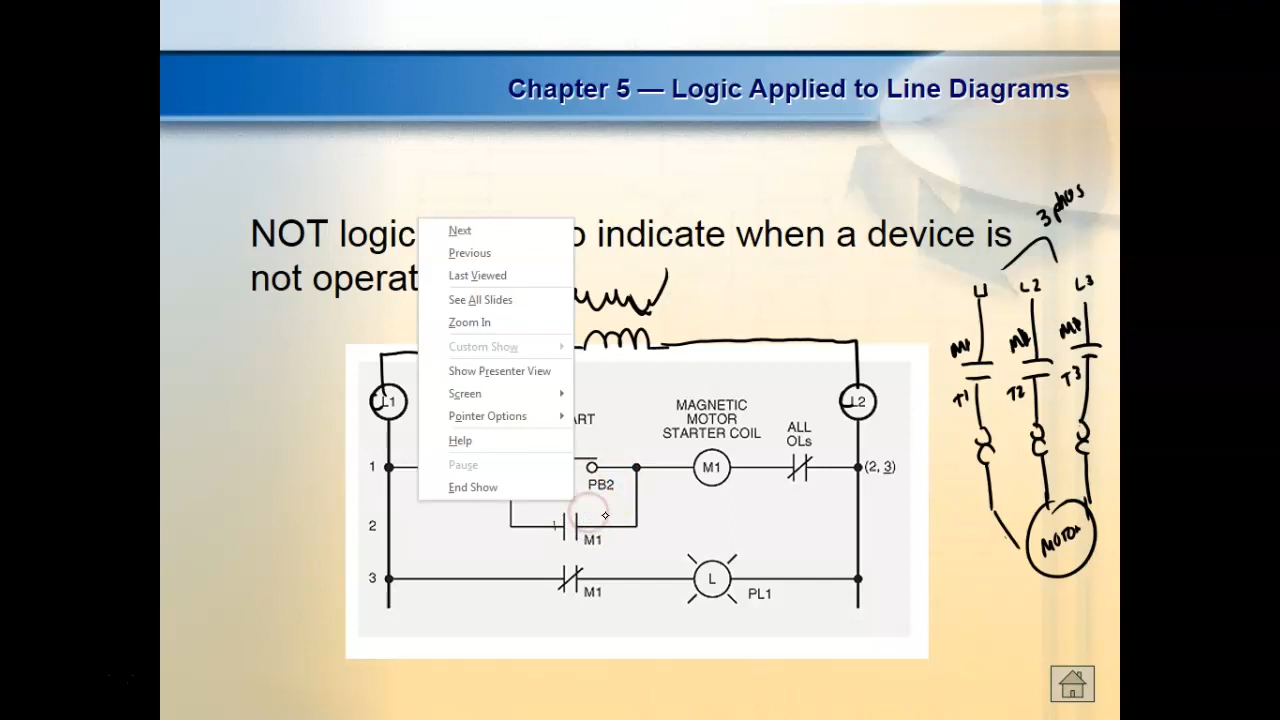 Chapter 5 — Logic Applied to Line Diagrams
NOT logic
o indicate when a device is
not operat
Next
Previous
Last Viewed
See All Slides
Zoom In
Custom Show
Show Presenter View
Screen
Pointer Options
Help
Pause
End Show
3 phas
L1 L2 L3
M1 M1 M1
T1 T2 T3
MOTOR
L1
ART
MAGNETIC
MOTOR
STARTER COIL
ALL
OLs
L2
1
PB2
M1
(2, 3)
2
M1
3
M1
L
PL1